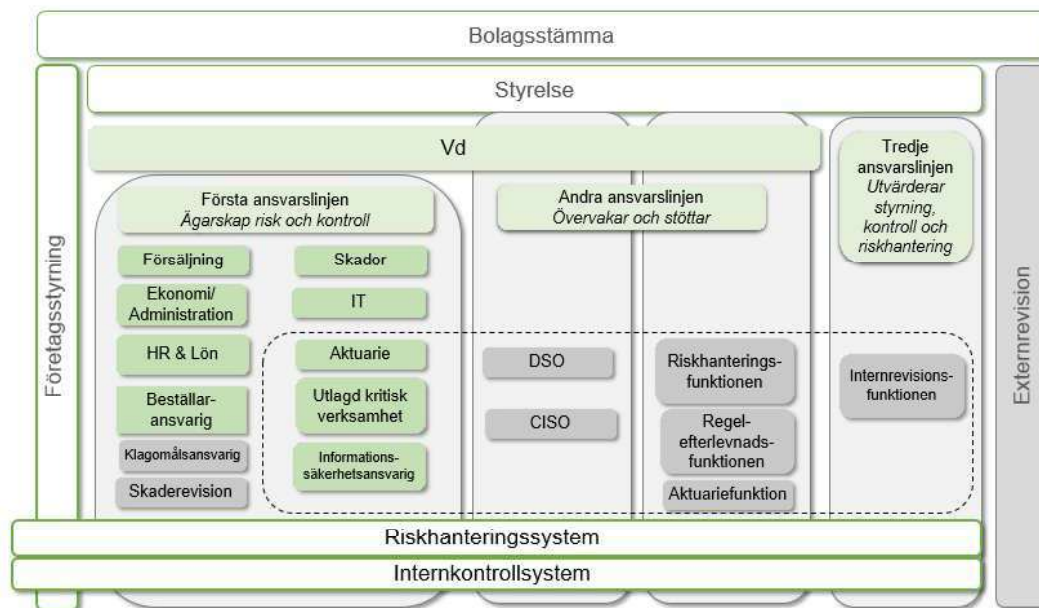 Bolagsstämma
Företagsstyrning
Styrelse
Externrevision
Vd
Första ansvarslinjen
Ägarskap risk och kontroll
Försäljning
Ekonomi/
Administration
HR & Lön
Beställar-
ansvarig
Klagomålsansvarig
Skaderevision
Skador
IT
Aktuarie
Utlagd kritisk
verksamhet
Informations-
säkerhetsansvarig
Andra ansvarslinjen
Övervakar och stöttar
DSO
CISO
Riskhanterings-
funktionen
Regel-
efterlevnads-
funktionen
Aktuariefunktion
Tredje
ansvarslinjen
Utvärderar
styrning,
kontroll och
riskhantering
Internrevisions-
funktionen
Riskhanteringssystem
Internkontrollsystem